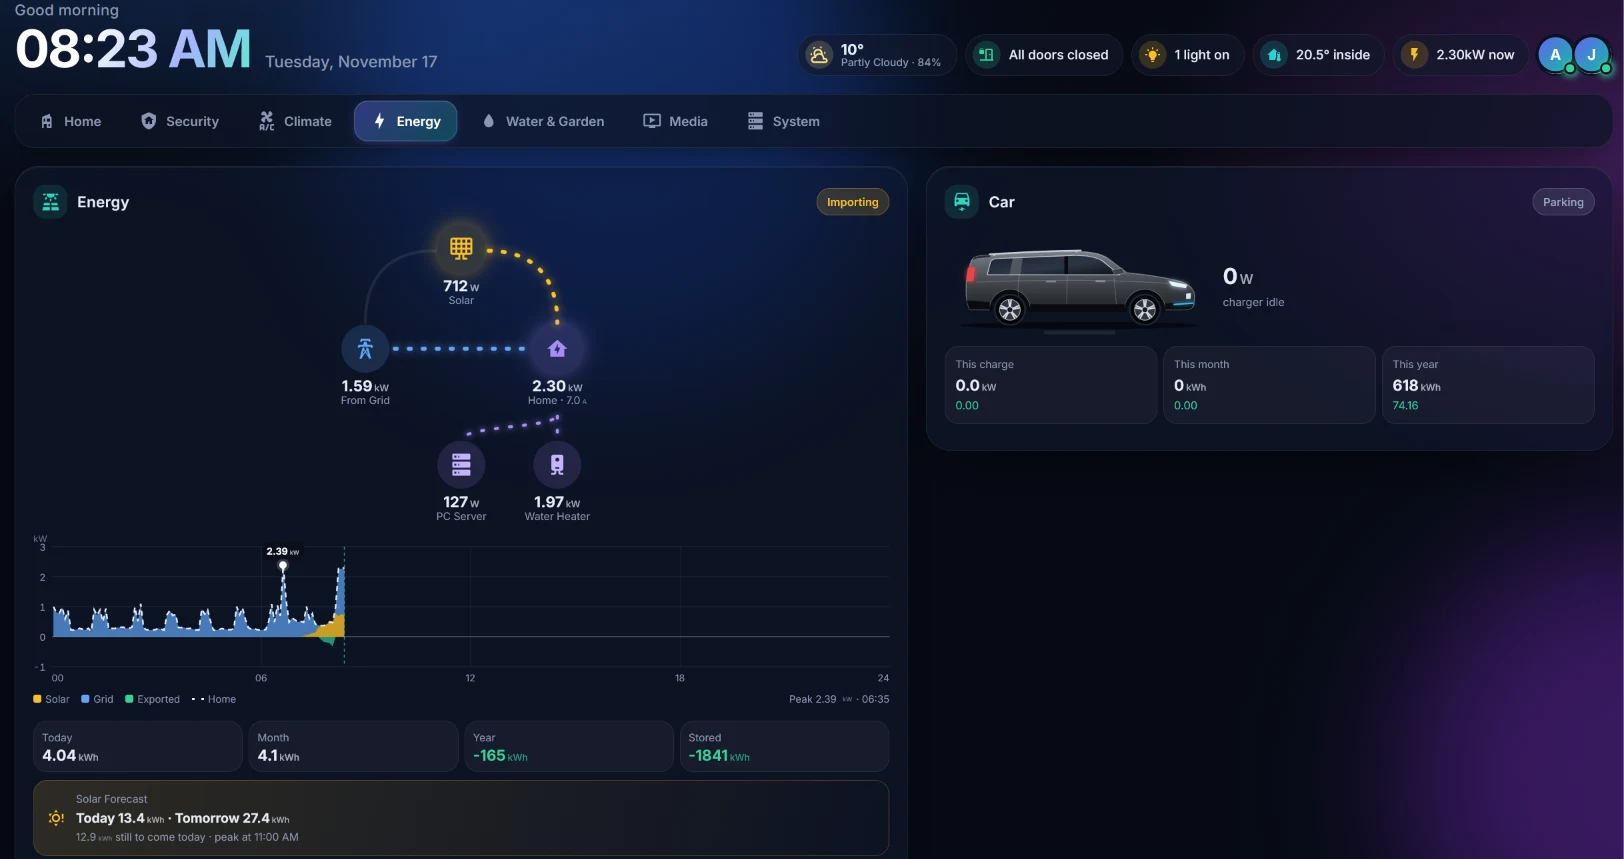 Good morning
08:23 AM
Tuesday, November 17
10°
Partly Cloudy · 84%
All doors closed
1 light on
20.5° inside
2.30kW now
A
J
Home
Security
A/C
Climate
Energy
Water & Garden
Media
System
Energy
Importing
712 W
Solar
1.59 kW
From Grid
2.30 kW
Home · 7.0 A
127 W
PC Server
1.97 kW
Water Heater
kW
3
2
1
0
-1
2.39 kW
00
06
12
18
24
Solar
Grid
Exported
Home
Peak 2.39 kW · 06:35
Today
4.04 kWh
Month
4.1 kWh
Year
-165 kWh
Stored
-1841 kWh
Solar Forecast
Today 13.4 kWh · Tomorrow 27.4 kWh
12.9 kWh still to come today · peak at 11:00 AM
Car
Parking
0 W
charger idle
This charge
0.0 kW
0.00
This month
0 kWh
0.00
This year
618 kWh
74.16